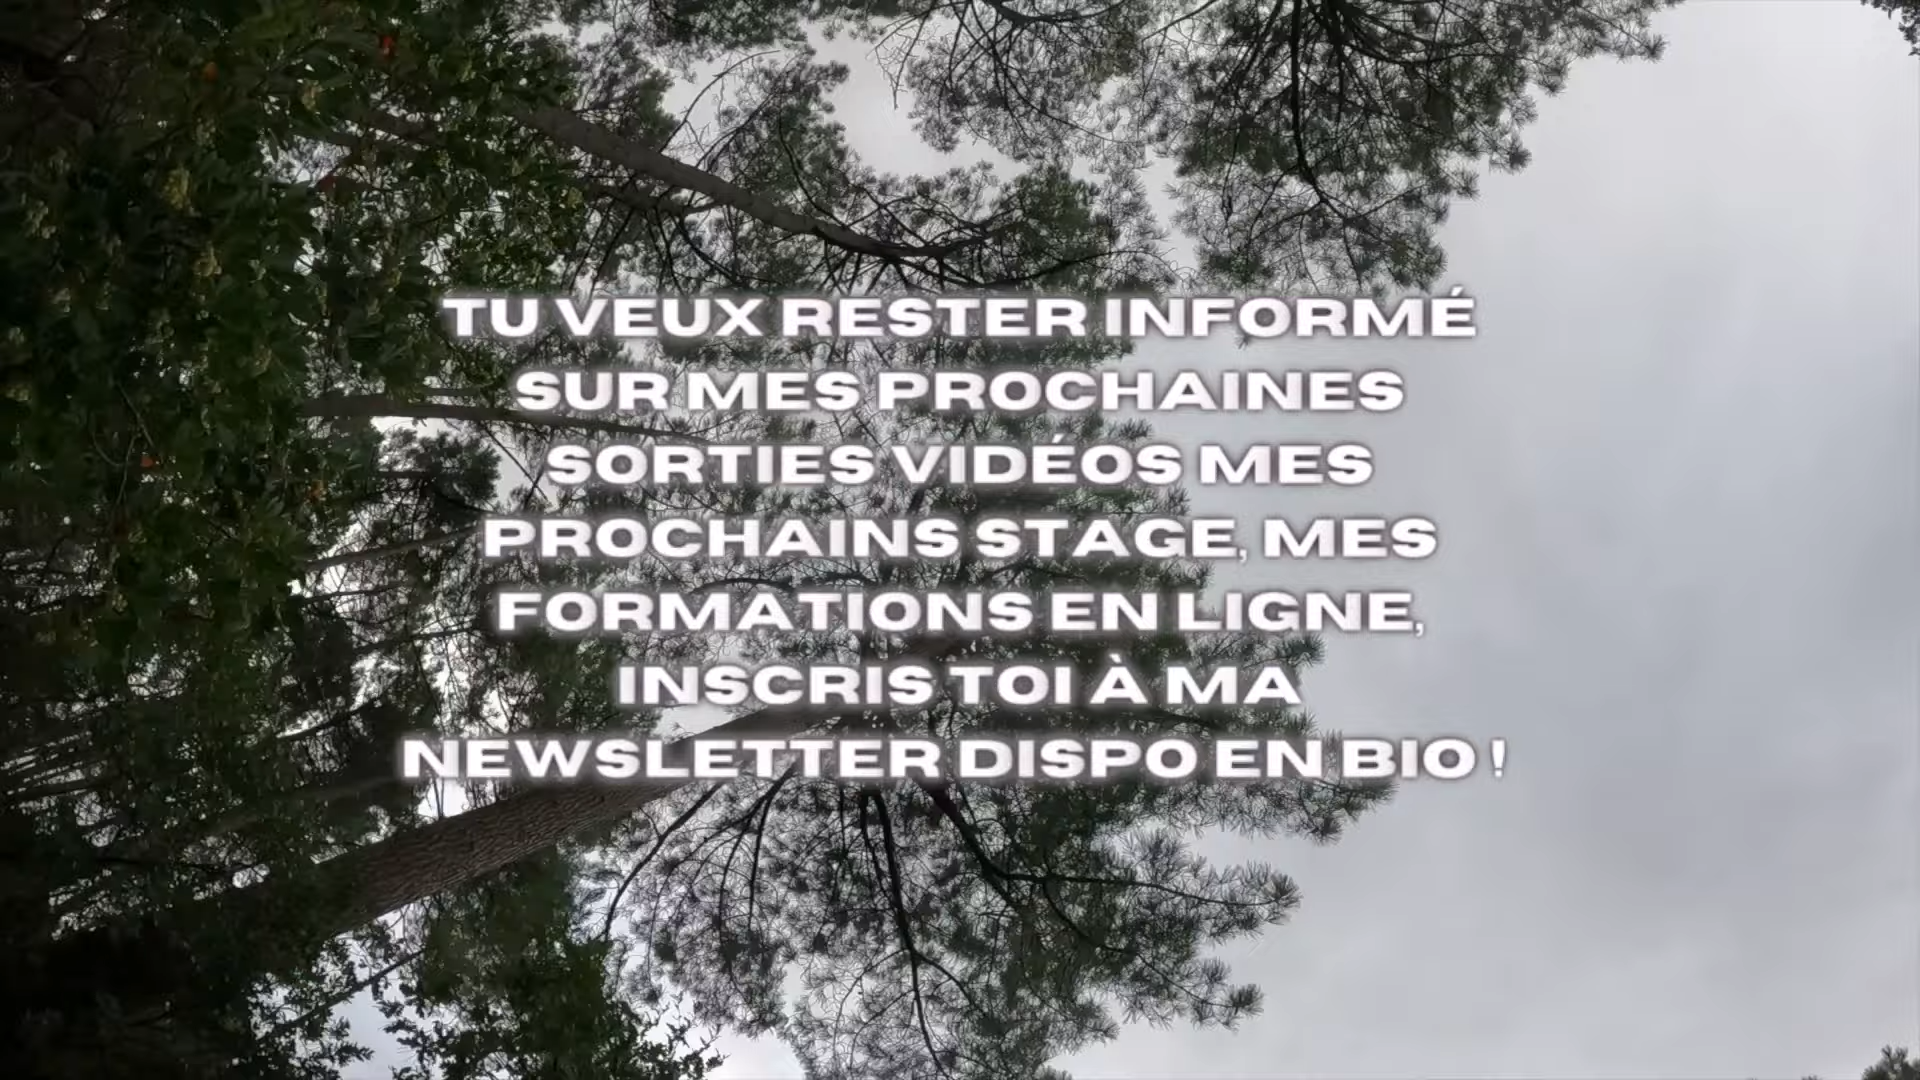 TU VEUX RESTER INFORMÉ
SUR MES PROCHAINES
SORTIES VIDÉOS MES
PROCHAINS STAGE, MES
FORMATIONS EN LIGNE,
INSCRIS TOI À MA
NEWSLETTER DISPO EN BIO !